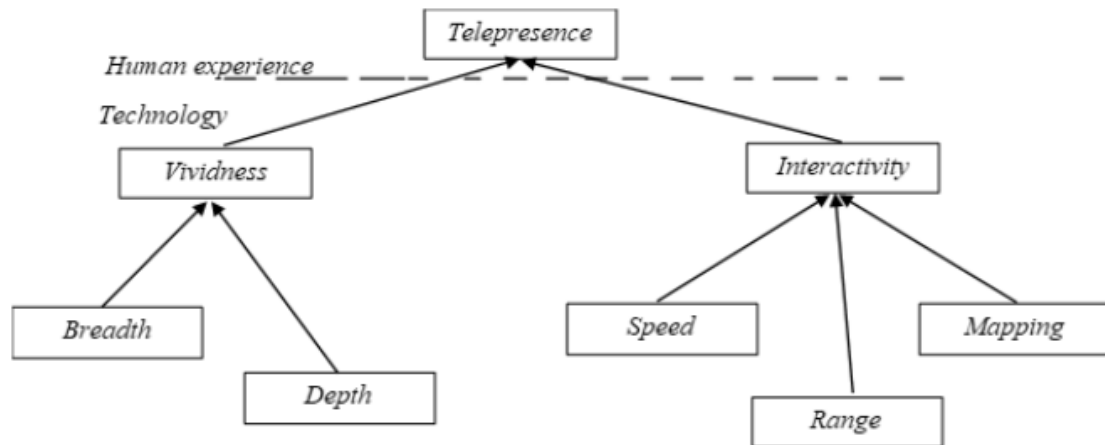 Telepresence
Human experience
Technology
Vividness
Interactivity
Breadth
Speed
Mapping
Depth
Range